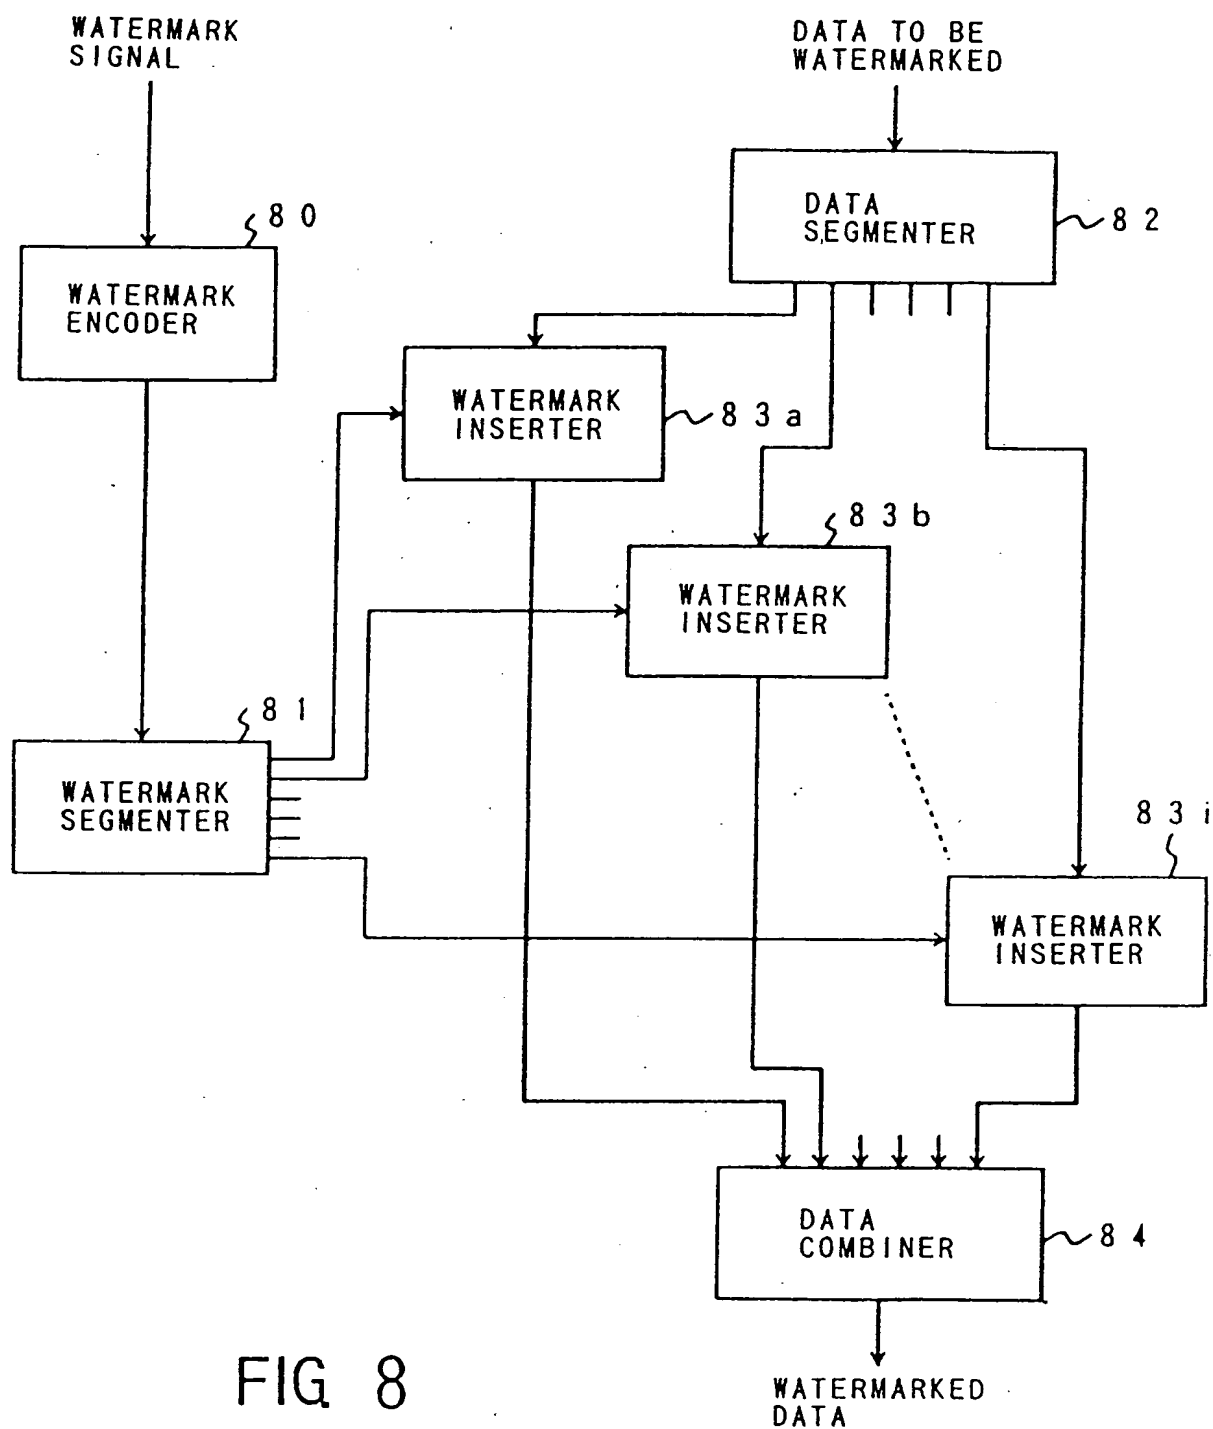 WATERMARK
SIGNAL
DATA TO BE
WATERMARKED
80
WATERMARK
ENCODER
DATA
SEGMENTER
82
WATERMARK
INSERTER
83a
83b
WATERMARK
INSERTER
81
WATERMARK
SEGMENTER
83i
WATERMARK
INSERTER
DATA
COMBINER
84
WATERMARKED
DATA
FIG. 8